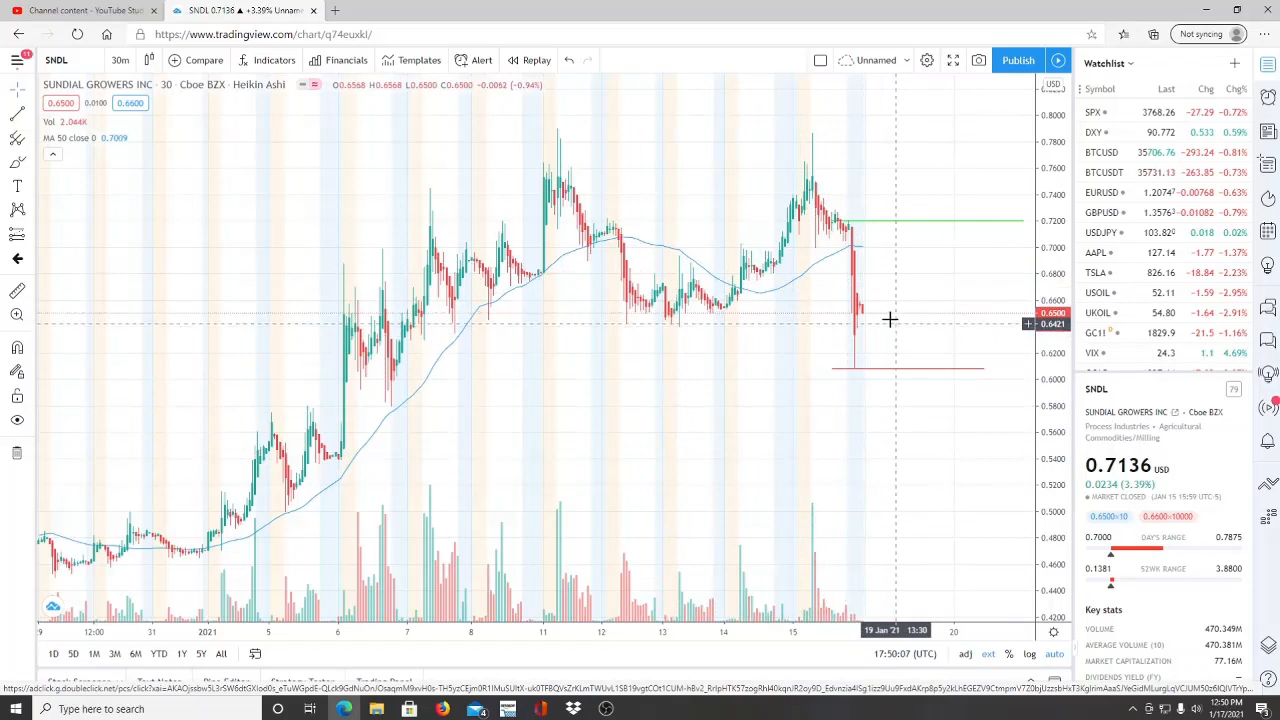 Channel content - YouTube Stud
SNDL 0.7136 ▲ +3.39% Unname
https://www.tradingview.com/chart/q74euxkl/
Not syncing
11
SNDL 30m Compare Indicators Financials Templates Alert Replay Unnamed Publish
SUNDIAL GROWERS INC · 30 · Cboe BZX · Heikin Ashi O0.6568 H0.6568 L0.6500 C0.6500 −0.0062 (−0.94%)
0.6500 0.0100 0.6600
Vol 2.044K
MA 50 close 0 0.7009
USD
0.8000
0.7800
0.7600
0.7400
0.7200
0.7000
0.6800
0.6600
0.6500
0.6421
0.6200
0.6000
0.5800
0.5600
0.5400
0.5200
0.5000
0.4800
0.4600
0.4400
0.4200
9 12:00 31 2021 5 6 7 11 12 13 14 15 19 Jan '21 13:30 20
1D 5D 1M 3M 6M YTD 1Y 5Y All 17:50:07 (UTC) adj ext % log auto
Watchlist
Symbol Last Chg Chg%
SPX 3768.26 −27.29 −0.72%
DXY 90.772 0.533 0.59%
BTCUSD 35706.76 −293.24 −0.81%
BTCUSDT 35731.13 −263.85 −0.73%
EURUSD 1.2074⁷ −0.00768 −0.63%
GBPUSD 1.3576³ −0.01082 −0.79%
USDJPY 103.82⁰ 0.018 0.02%
AAPL 127.14 −1.77 −1.37%
TSLA 826.16 −18.84 −2.23%
USOIL 52.11 −1.59 −2.95%
UKOIL 54.80 −1.64 −2.91%
GC1! D 1829.9 −21.5 −1.16%
VIX 24.3 1.1 4.69%
SNDL 79
SUNDIAL GROWERS INC · Cboe BZX
Process Industries · Agricultural
Commodities/Milling
0.7136 USD
0.0234 (3.39%)
MARKET CLOSED (JAN 15 15:59 UTC-5)
0.6500×10 0.6600×10000
0.7000 DAY'S RANGE 0.7875
0.1381 52WK RANGE 3.8800
Key stats
VOLUME 470.349M
AVERAGE VOLUME (10) 470.381M
MARKET CAPITALIZATION 77.16M
DIVIDENDS YIELD (FY) –
Type here to search
4
12:50 PM
1/17/2021